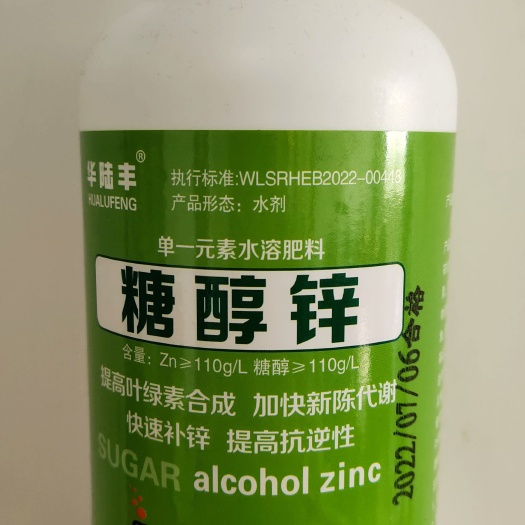 华陆丰®
HUALUFENG
执行标准:WLSRHEB2022-00448
产品形态：水剂
单一元素水溶肥料
糖醇锌
含量：Zn≥110g/L 糖醇≥110g/L
提高叶绿素合成 加快新陈代谢
快速补锌 提高抗逆性
SUGAR alcohol zinc
2022/07/06合格